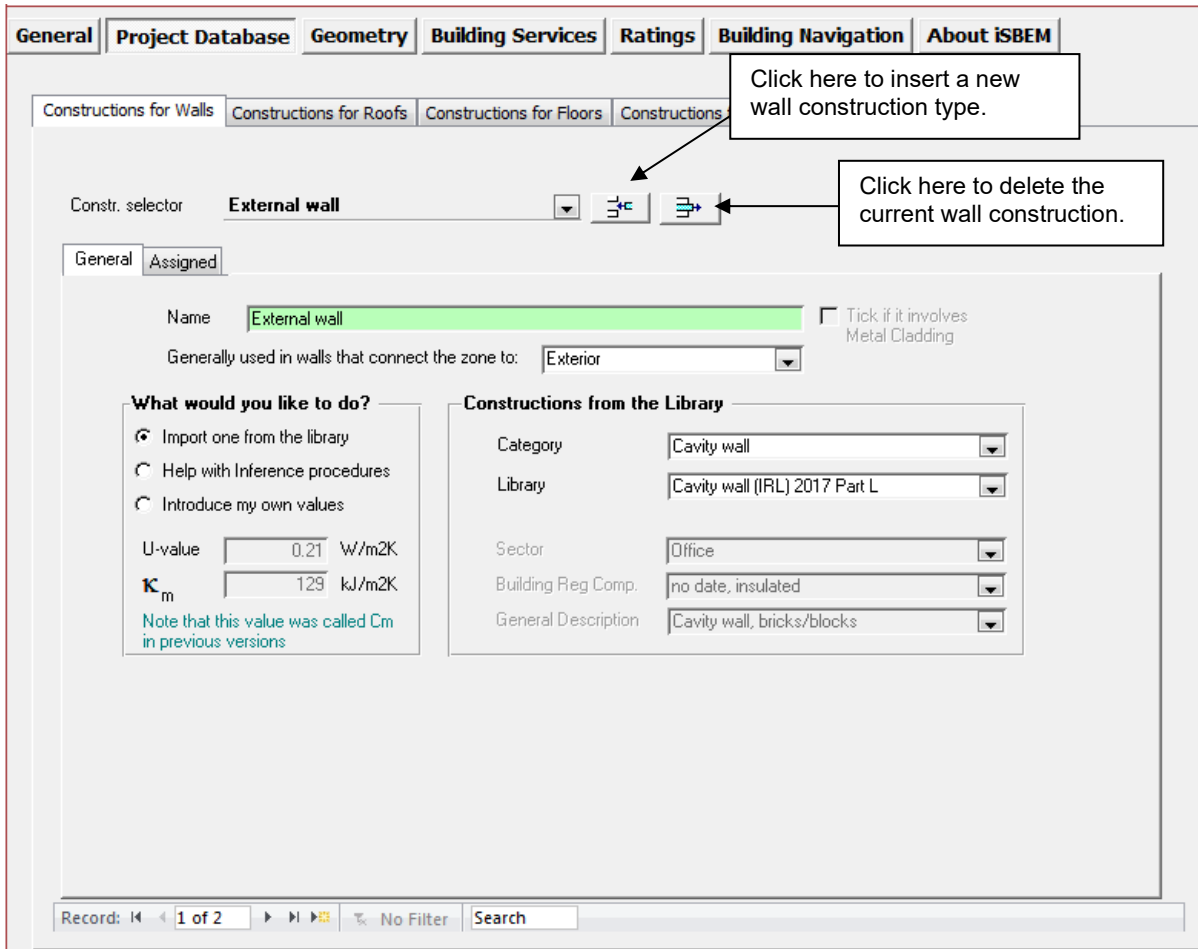 General Project Database Geometry Building Services Ratings Building Navigation About iSBEM
Click here to insert a new
wall construction type.
Constructions for Walls Constructions for Roofs Constructions for Floors Constructions
Click here to delete the
current wall construction.
Constr. selector External wall
General Assigned
Name External wall
Tick if it involves
Metal Cladding
Generally used in walls that connect the zone to: Exterior
What would you like to do?
Import one from the library
Help with Inference procedures
Introduce my own values
U-value 0.21 W/m2K
κm 129 kJ/m2K
Note that this value was called Cm
in previous versions
Constructions from the Library
Category Cavity wall
Library Cavity wall (IRL) 2017 Part L
Sector Office
Building Reg Comp. no date, insulated
General Description Cavity wall, bricks/blocks
Record: 1 of 2 No Filter Search